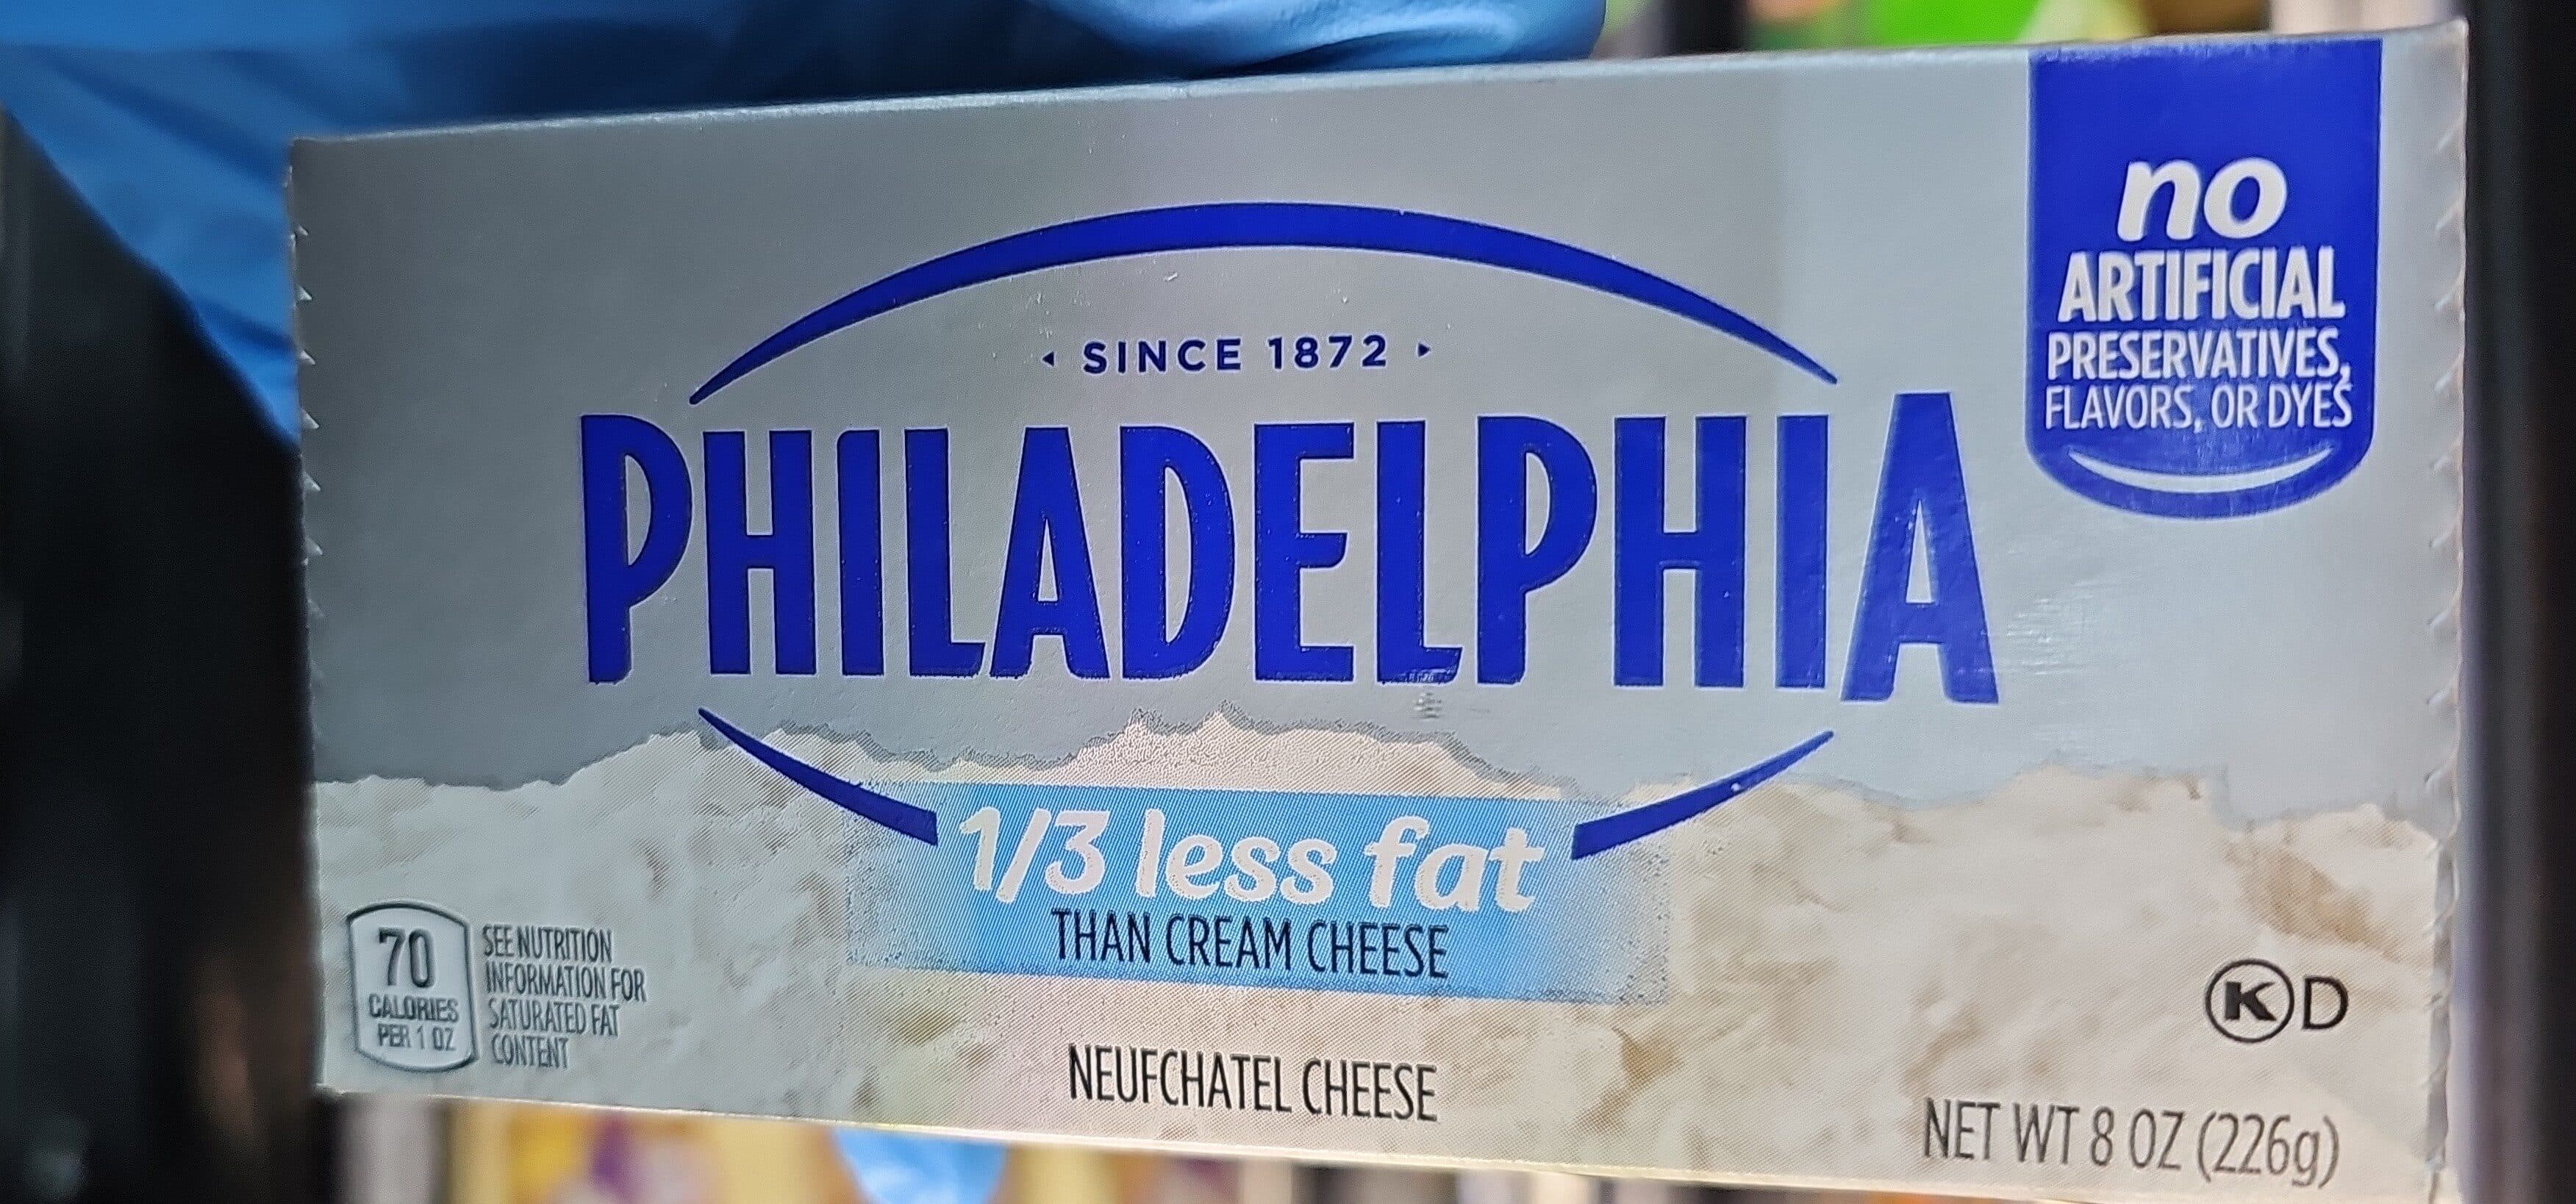 no
ARTIFICIAL
PRESERVATIVES,
FLAVORS, OR DYES
SINCE 1872
PHILADELPHIA
1/3 less fat
THAN CREAM CHEESE
70
CALORIES
PER 1 OZ
SEE NUTRITION
INFORMATION FOR
SATURATED FAT
CONTENT
NEUFCHATEL CHEESE
K D
NET WT 8 OZ (226g)